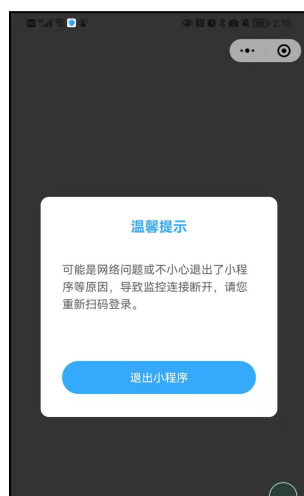 2:10
温馨提示
可能是网络问题或不小心退出了小程
序等原因，导致监控连接断开，请您
重新扫码登录。
退出小程序